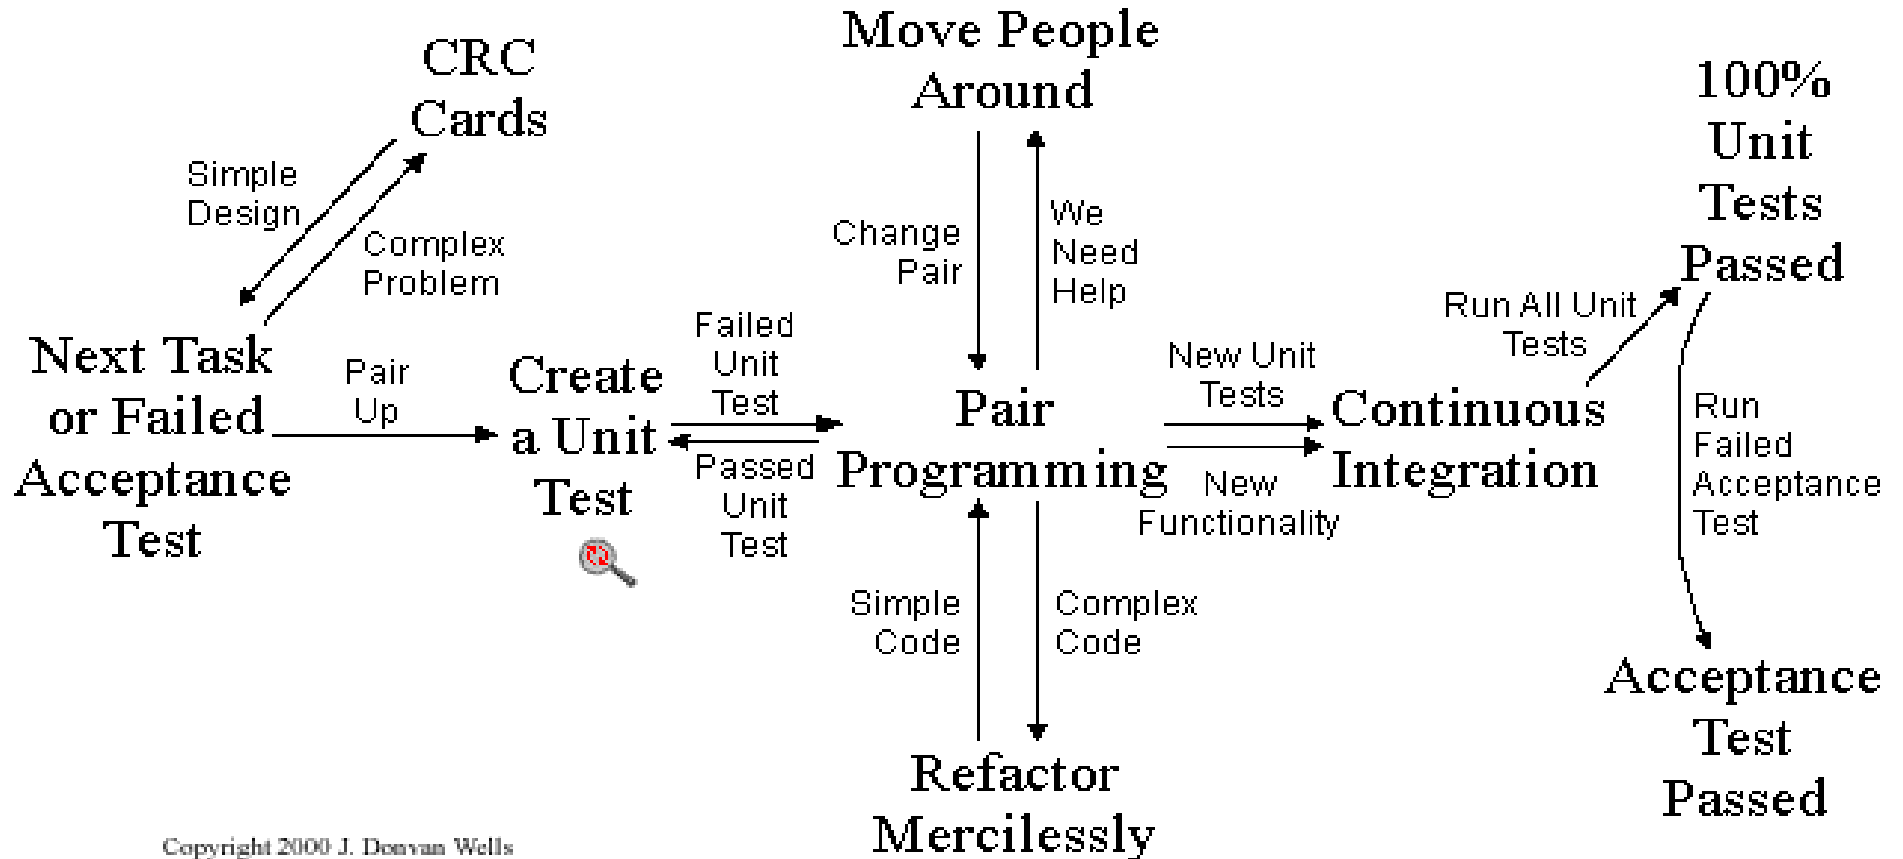 CRC
Cards
Simple
Design
Complex
Problem
Next Task
or Failed
Acceptance
Test
Pair
Up
Create
a Unit
Test
Failed
Unit
Test
Passed
Unit
Test
Move People
Around
Change
Pair
We
Need
Help
Pair
Programming
Simple
Code
Complex
Code
Refactor
Mercilessly
New Unit
Tests
New
Functionality
Continuous
Integration
Run All Unit
Tests
100%
Unit
Tests
Passed
Run
Failed
Acceptance
Test
Acceptance
Test
Passed
Copyright 2000 J. Donvan Wells